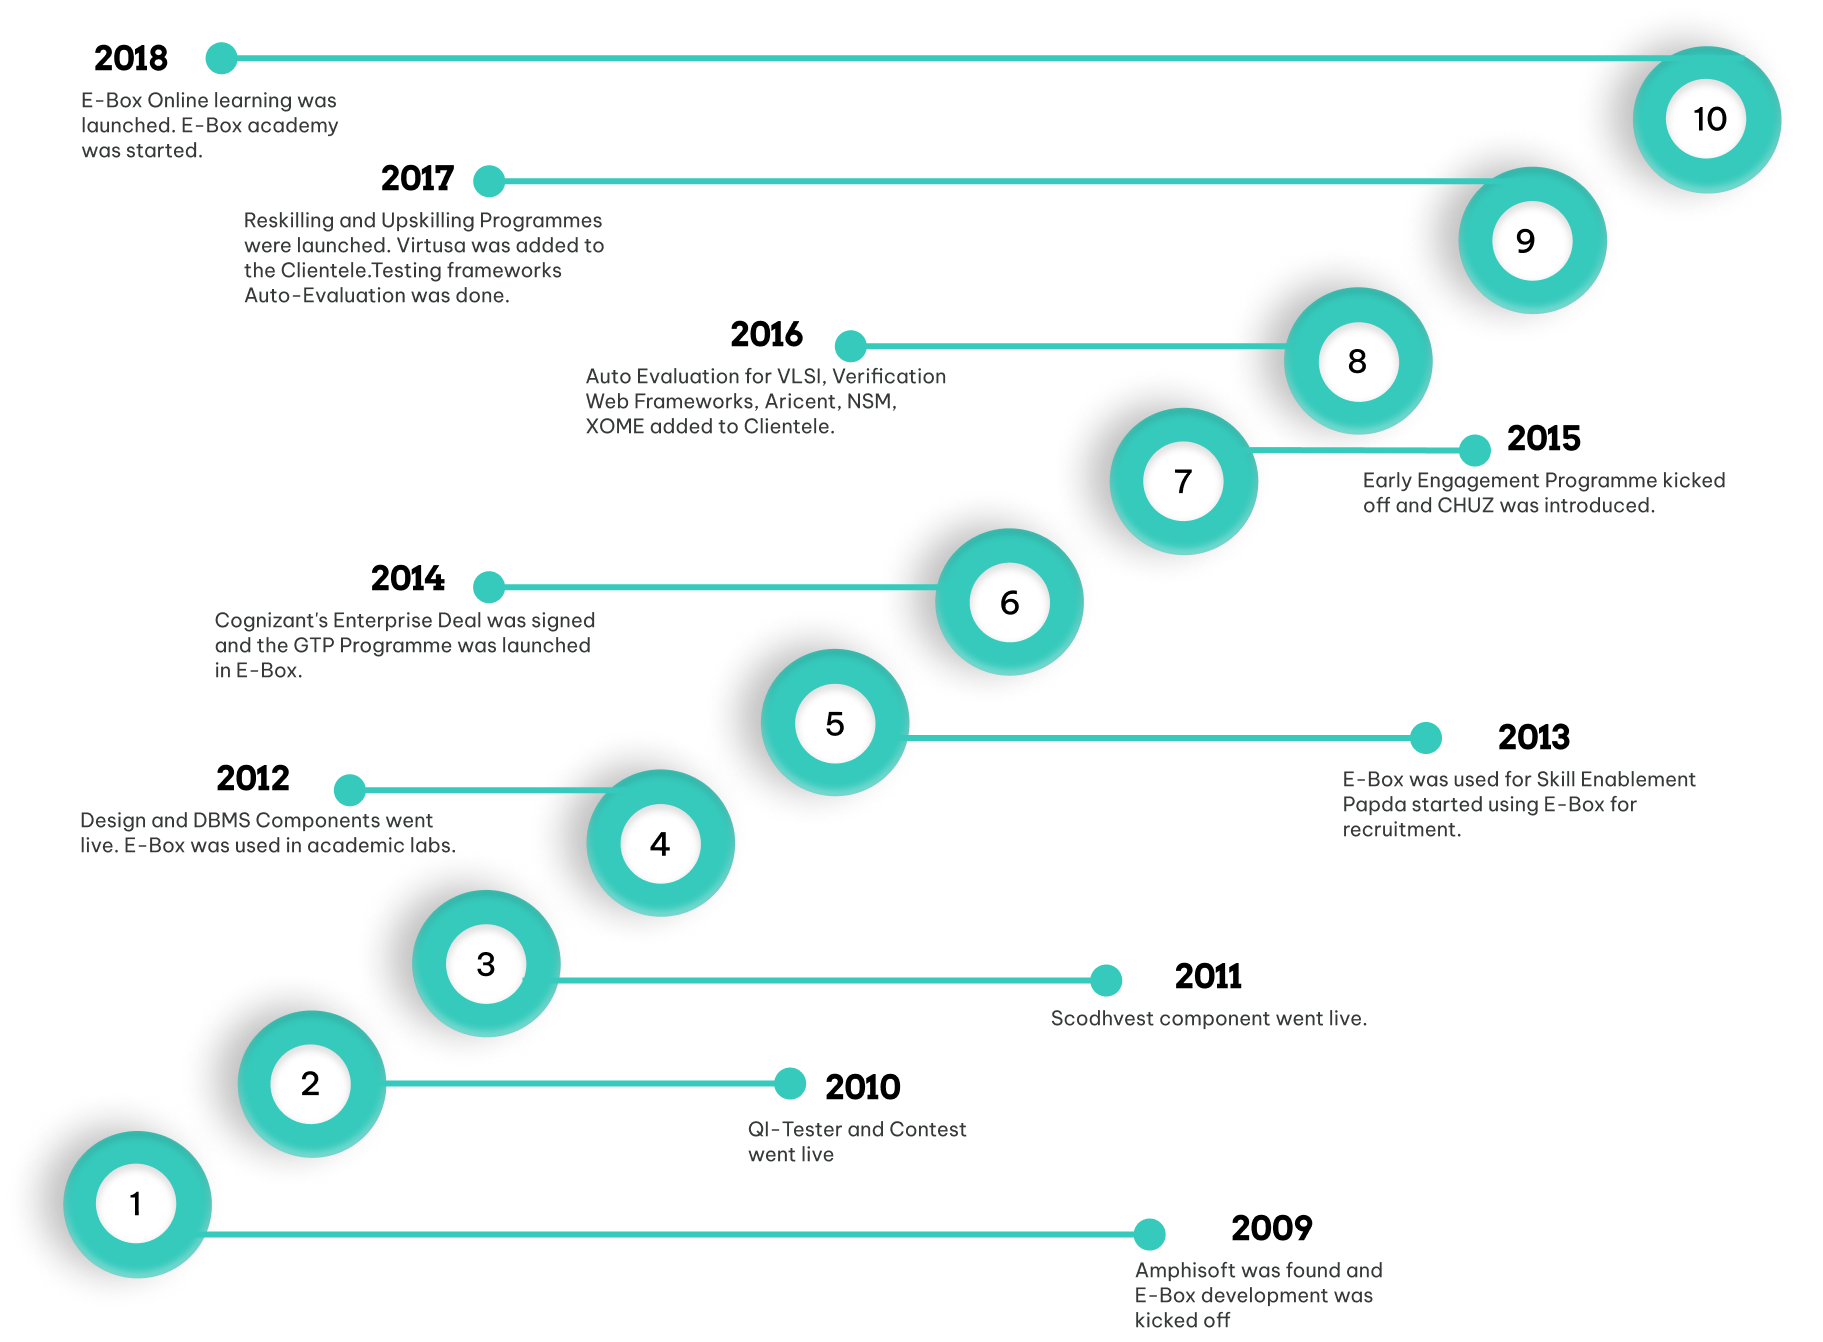 2018
E-Box Online learning was
launched. E-Box academy
was started.
10
2017
Reskilling and Upskilling Programmes
were launched. Virtusa was added to
the Clientele.Testing frameworks
Auto-Evaluation was done.
9
2016
Auto Evaluation for VLSI, Verification
Web Frameworks, Aricent, NSM,
XOME added to Clientele.
8
7
2015
Early Engagement Programme kicked
off and CHUZ was introduced.
2014
Cognizant's Enterprise Deal was signed
and the GTP Programme was launched
in E-Box.
6
5
2013
E-Box was used for Skill Enablement
Papda started using E-Box for
recruitment.
2012
Design and DBMS Components went
live. E-Box was used in academic labs.
4
3
2011
Scodhvest component went live.
2
2010
QI-Tester and Contest
went live
1
2009
Amphisoft was found and
E-Box development was
kicked off